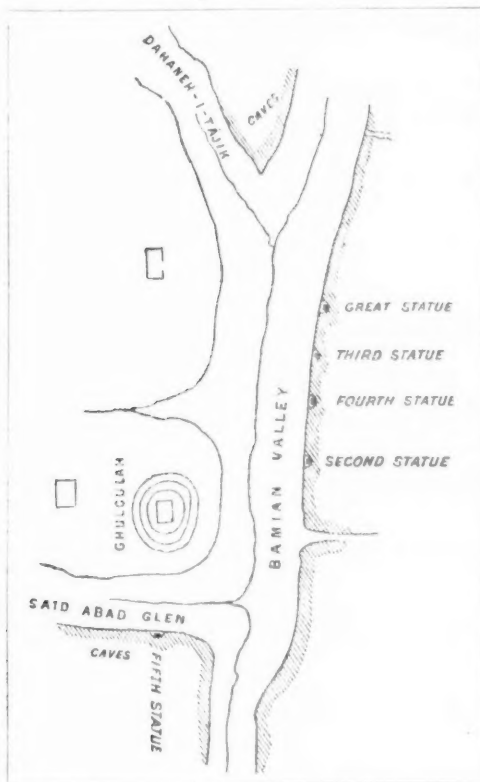 DAHANEH-I-TAJIK
CAVES
GREAT STATUE
THIRD STATUE
FOURTH STATUE
SECOND STATUE
BAMIAN VALLEY
GHULGULAH
SAID ABAD GLEN
CAVES
FIFTH STATUE